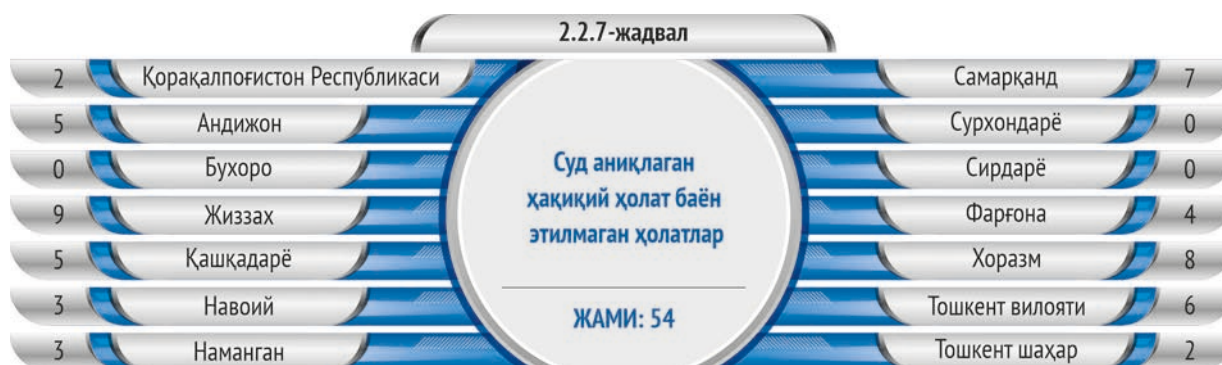 2.2.7-жадвал
2 Қорақалпоғистон Республикаси
5 Андижон
0 Бухоро
9 Жиззах
5 Қашқадарё
3 Навоий
3 Наманган
Суд аниқлаган
ҳақиқий ҳолат баён
этилмаган ҳолатлар
ЖАМИ: 54
Самарқанд 7
Сурхондарё 0
Сирдарё 0
Фарғона 4
Хоразм 8
Тошкент вилояти 6
Тошкент шаҳар 2